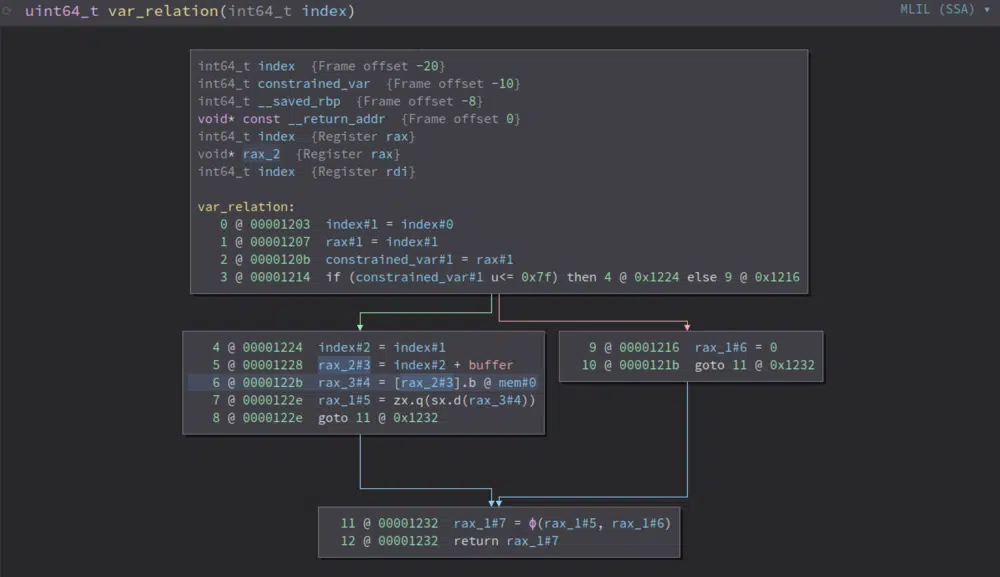 uint64_t var_relation(int64_t index)
MLIL (SSA) ▾
int64_t index {Frame offset -20}
int64_t constrained_var {Frame offset -10}
int64_t __saved_rbp {Frame offset -8}
void* const __return_addr {Frame offset 0}
int64_t index {Register rax}
void* rax_2 {Register rax}
int64_t index {Register rdi}
var_relation:
0 @ 00001203 index#1 = index#0
1 @ 00001207 rax#1 = index#1
2 @ 0000120b constrained_var#1 = rax#1
3 @ 00001214 if (constrained_var#1 u<= 0x7f) then 4 @ 0x1224 else 9 @ 0x1216
4 @ 00001224 index#2 = index#1
5 @ 00001228 rax_2#3 = index#2 + buffer
6 @ 0000122b rax_3#4 = [rax_2#3].b @ mem#0
7 @ 0000122e rax_1#5 = zx.q(sx.d(rax_3#4))
8 @ 0000122e goto 11 @ 0x1232
9 @ 00001216 rax_1#6 = 0
10 @ 0000121b goto 11 @ 0x1232
11 @ 00001232 rax_1#7 = ϕ(rax_1#5, rax_1#6)
12 @ 00001232 return rax_1#7